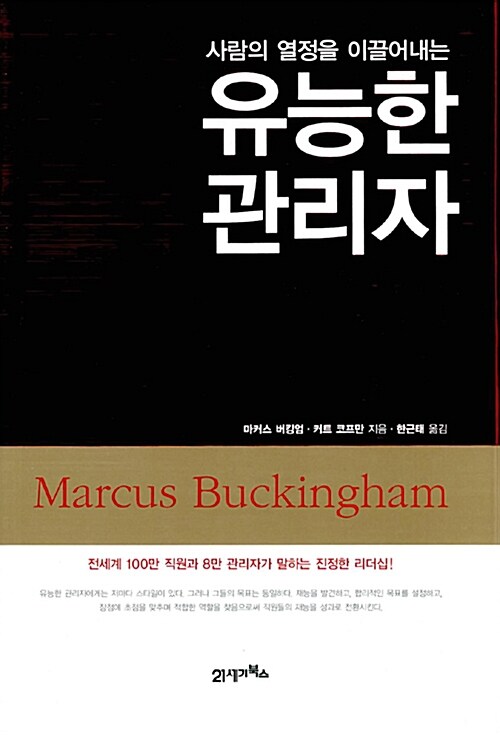 사람의 열정을 이끌어내는
유능한
관리자
마커스 버킹엄 · 커트 코프만 지음 · 한근태 옮김
Marcus Buckingham
전세계 100만 직원과 8만 관리자가 말하는 진정한 리더십!
유능한 관리자에게는 저마다 스타일이 있다. 그러나 그들의 목표는 동일하다. 재능을 발견하고, 합리적인 목표를 설정하고,
장점에 초점을 맞추며 적합한 역할을 찾음으로써 직원들의 재능을 성과로 전환시킨다.
21세기북스